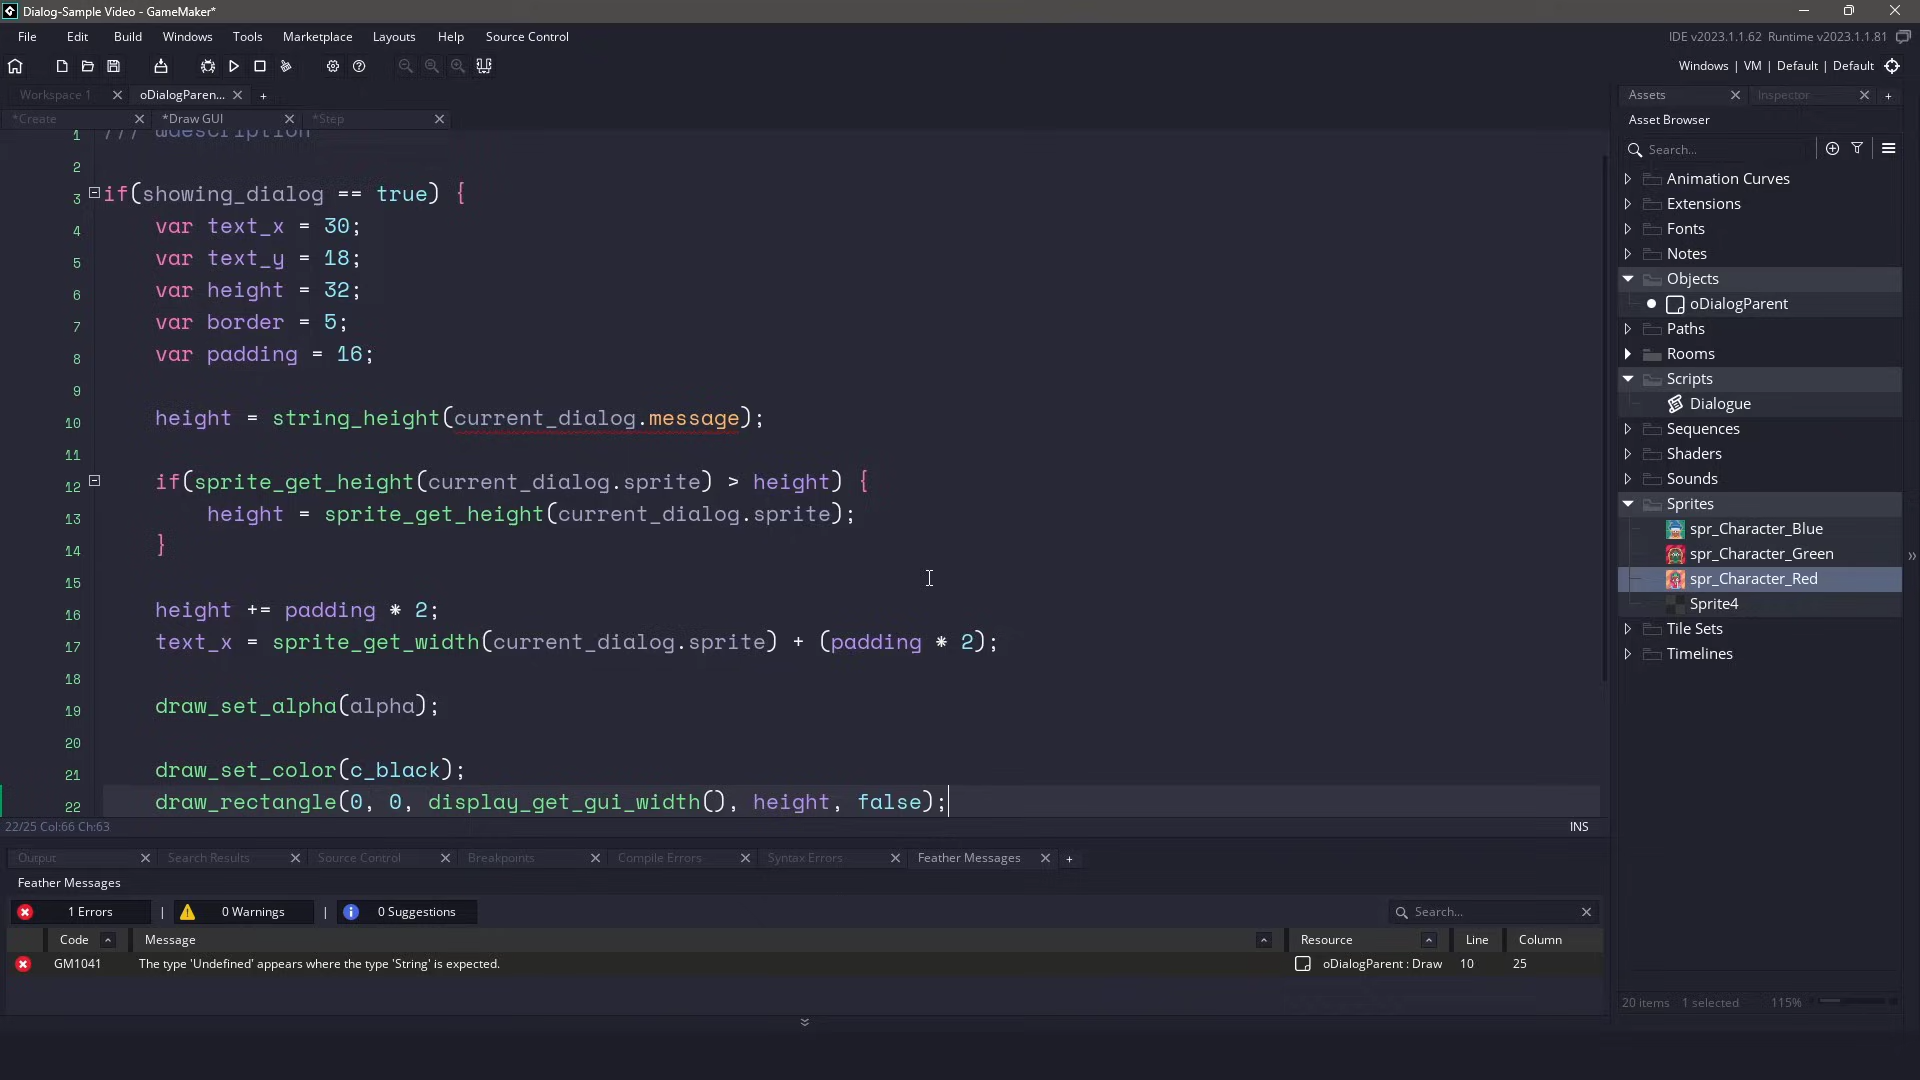 Dialog-Sample Video - GameMaker*
File Edit Build Windows Tools Marketplace Layouts Help Source Control
IDE v2023.1.1.62 Runtime v2023.1.1.81
Windows | VM | Default | Default
Workspace 1 oDialogParen... +
*Create *Draw GUI *Step
1 /// @description
2
3 if(showing_dialog == true) {
4 var text_x = 30;
5 var text_y = 18;
6 var height = 32;
7 var border = 5;
8 var padding = 16;
9
10 height = string_height(current_dialog.message);
11
12 if(sprite_get_height(current_dialog.sprite) > height) {
13 height = sprite_get_height(current_dialog.sprite);
14 }
15
16 height += padding * 2;
17 text_x = sprite_get_width(current_dialog.sprite) + (padding * 2);
18
19 draw_set_alpha(alpha);
20
21 draw_set_color(c_black);
22 draw_rectangle(0, 0, display_get_gui_width(), height, false);
22/25 Col:66 Ch:63 INS
Output Search Results Source Control Breakpoints Compile Errors Syntax Errors Feather Messages +
Feather Messages
1 Errors | 0 Warnings | 0 Suggestions Search...
Code Message Resource Line Column
GM1041 The type 'Undefined' appears where the type 'String' is expected. oDialogParent : Draw 10 25
Assets Inspector +
Asset Browser
Search...
Animation Curves
Extensions
Fonts
Notes
Objects
oDialogParent
Paths
Rooms
Scripts
Dialogue
Sequences
Shaders
Sounds
Sprites
spr_Character_Blue
spr_Character_Green
spr_Character_Red
Sprite4
Tile Sets
Timelines
20 items 1 selected 115%